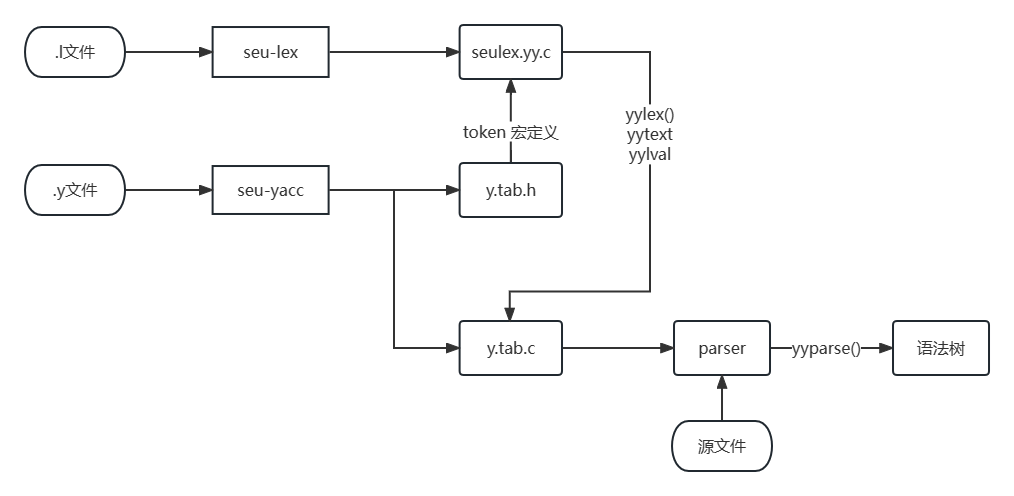 .l文件
seu-lex
seulex.yy.c
token 宏定义
yylex()
yytext
yylval
.y文件
seu-yacc
y.tab.h
y.tab.c
parser
yyparse()
语法树
源文件